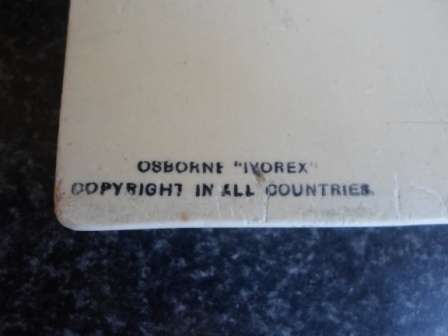 OSBORNE "IVOREX"
COPYRIGHT IN ALL COUNTRIES.